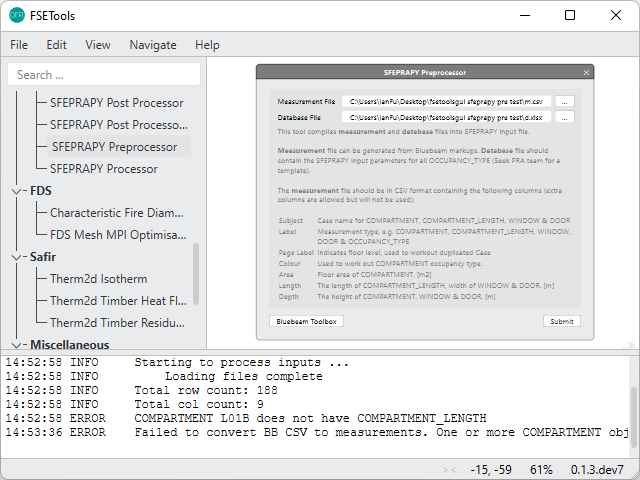 OFR FSETools
File Edit View Navigate Help
Search ...
SFEPRAPY Post Processor
SFEPRAPY Post Processo...
SFEPRAPY Preprocessor
SFEPRAPY Processor
FDS
Characteristic Fire Diam...
FDS Mesh MPI Optimisa...
Safir
Therm2d Isotherm
Therm2d Timber Heat Fl...
Therm2d Timber Residu...
Miscellaneous
SFEPRAPY Preprocessor
Measurement File C:\Users\IanFu\Desktop\fsetoolsgui sfeprapy pre test\m.csv ...
Database File C:\Users\IanFu\Desktop\fsetoolsgui sfeprapy pre test\d.xlsx ...
This tool compiles measurement and database files into SFEPRAPY input file.
Measurement file can be generated from Bluebeam markups. Database file should
contain the SFEPRAPY input parameters for all OCCUPANCY_TYPE (Seek PRA team for a
template).
The measurement file should be in CSV format containing the following columns (extra
columns are allowed but will not be used):
Subject Case name for COMPARTMENT, COMPARTMENT_LENGTH, WINDOW & DOOR
Label Measurement type, e.g. COMPARTMENT, COMPARTMENT_LENGTH, WINDOW,
DOOR & OCCUPANCY_TYPE
Page Label Indicates floor level, used to workout duplicated Case
Colour Used to work out COMPARTMENT occupancy type.
Area Floor area of COMPARTMENT. [m2]
Length The length of COMPARTMENT_LENGTH, width of WINDOW & DOOR. [m]
Depth The height of COMPARTMENT, WINDOW & DOOR. [m]
Bluebeam Toolbox Submit
14:52:58 INFO Starting to process inputs ...
14:52:58 INFO Loading files complete
14:52:58 INFO Total row count: 188
14:52:58 INFO Total col count: 9
14:52:58 ERROR COMPARTMENT L01B does not have COMPARTMENT_LENGTH
14:53:36 ERROR Failed to convert BB CSV to measurements. One or more COMPARTMENT obj
>< -15, -59 61% 0.1.3.dev7